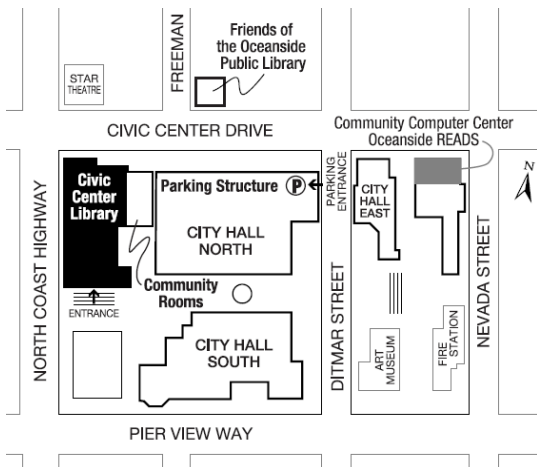 FREEMAN
Friends of
the Oceanside
Public Library
STAR
THEATRE
CIVIC CENTER DRIVE
Community Computer Center
Oceanside READS
Civic
Center
Library
Parking Structure P
PARKING
ENTRANCE
CITY
HALL
EAST
N
CITY HALL
NORTH
Community
Rooms
ENTRANCE
NORTH COAST HIGHWAY
DITMAR STREET
NEVADA STREET
CITY HALL
SOUTH
ART
MUSEUM
FIRE
STATION
PIER VIEW WAY